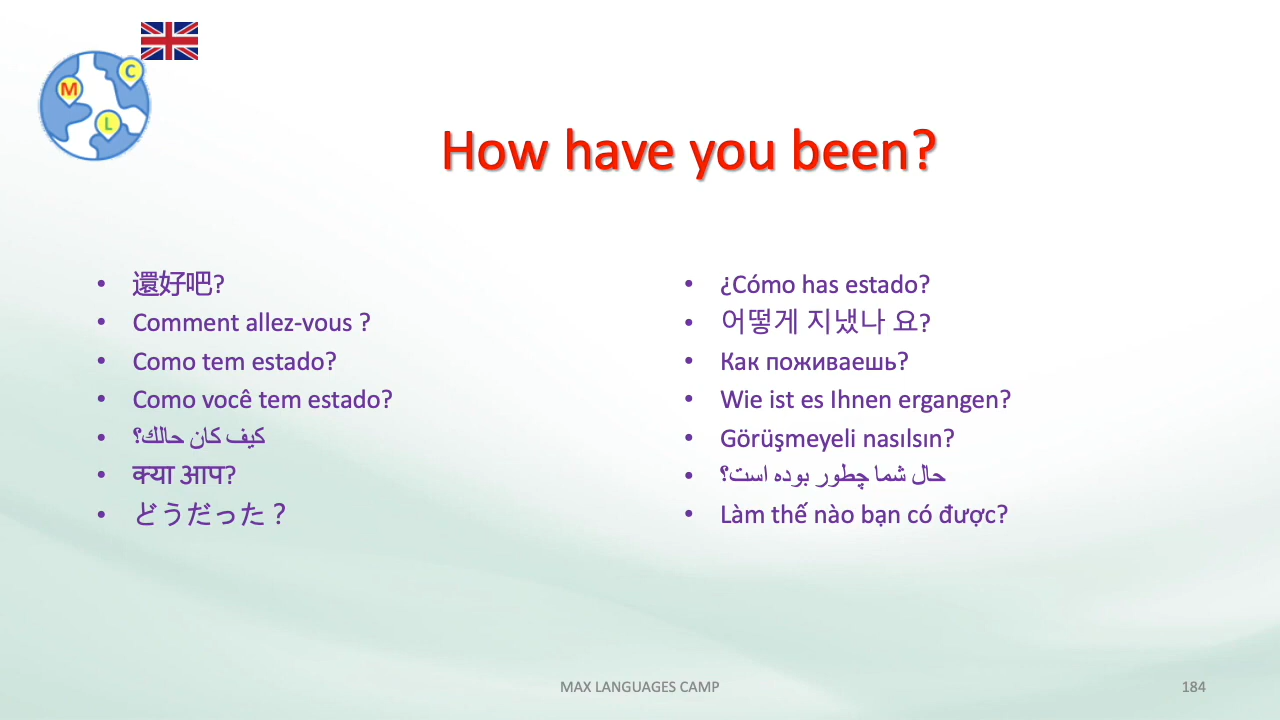 M
C
L
How have you been?
還好吧?
Comment allez-vous ?
Como tem estado?
Como você tem estado?
كيف كان حالك؟
क्या आप?
どうだった？
¿Cómo has estado?
어떻게 지냈나 요?
Как поживаешь?
Wie ist es Ihnen ergangen?
Görüşmeyeli nasılsın?
حال شما چطور بوده است؟
Làm thế nào bạn có được?
MAX LANGUAGES CAMP
184